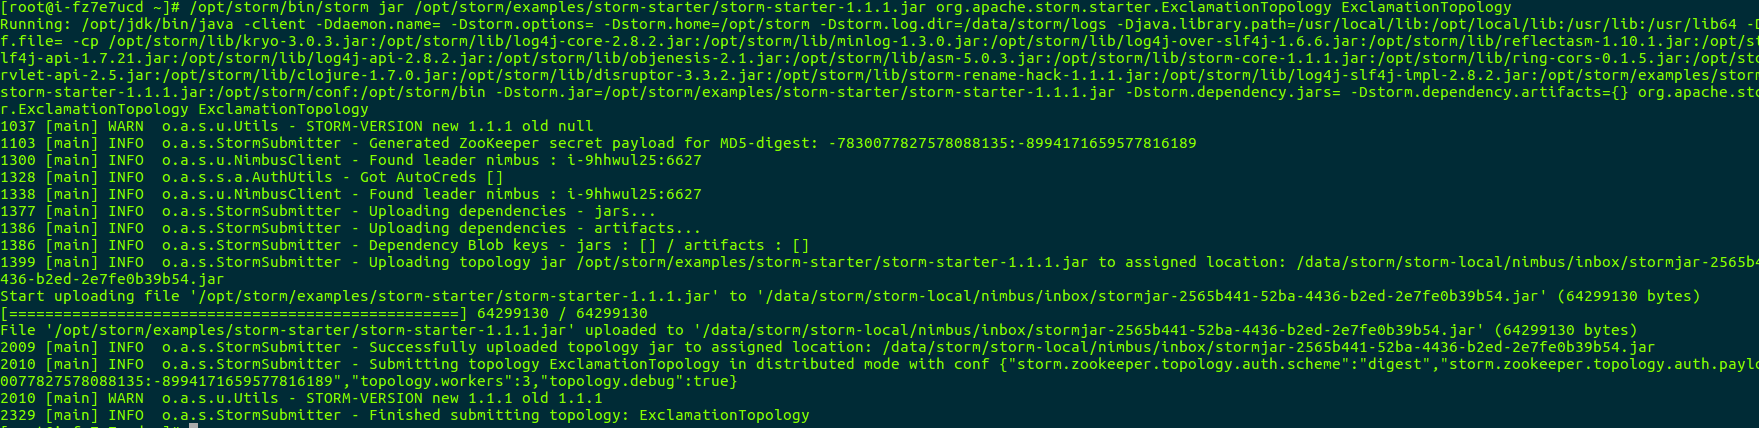 [root@i-fz7e7ucd ~]# /opt/storm/bin/storm jar /opt/storm/examples/storm-starter/storm-starter-1.1.1.jar org.apache.storm.starter.ExclamationTopology ExclamationTopology
Running: /opt/jdk/bin/java -client -Ddaemon.name= -Dstorm.options= -Dstorm.home=/opt/storm -Dstorm.log.dir=/data/storm/logs -Djava.library.path=/usr/local/lib:/opt/local/lib:/usr/lib:/usr/lib64 -D
f.file= -cp /opt/storm/lib/kryo-3.0.3.jar:/opt/storm/lib/log4j-core-2.8.2.jar:/opt/storm/lib/minlog-1.3.0.jar:/opt/storm/lib/log4j-over-slf4j-1.6.6.jar:/opt/storm/lib/reflectasm-1.10.1.jar:/opt/st
lf4j-api-1.7.21.jar:/opt/storm/lib/log4j-api-2.8.2.jar:/opt/storm/lib/objenesis-2.1.jar:/opt/storm/lib/asm-5.0.3.jar:/opt/storm/lib/storm-core-1.1.1.jar:/opt/storm/lib/ring-cors-0.1.5.jar:/opt/sto
rvlet-api-2.5.jar:/opt/storm/lib/clojure-1.7.0.jar:/opt/storm/lib/disruptor-3.3.2.jar:/opt/storm/lib/storm-rename-hack-1.1.1.jar:/opt/storm/lib/log4j-slf4j-impl-2.8.2.jar:/opt/storm/examples/storm
storm-starter-1.1.1.jar:/opt/storm/conf:/opt/storm/bin -Dstorm.jar=/opt/storm/examples/storm-starter/storm-starter-1.1.1.jar -Dstorm.dependency.jars= -Dstorm.dependency.artifacts={} org.apache.sto
r.ExclamationTopology ExclamationTopology
1037 [main] WARN  o.a.s.u.Utils - STORM-VERSION new 1.1.1 old null
1103 [main] INFO  o.a.s.StormSubmitter - Generated ZooKeeper secret payload for MD5-digest: -7830077827578088135:-8994171659577816189
1300 [main] INFO  o.a.s.u.NimbusClient - Found leader nimbus : i-9hhwul25:6627
1328 [main] INFO  o.a.s.s.a.AuthUtils - Got AutoCreds []
1338 [main] INFO  o.a.s.u.NimbusClient - Found leader nimbus : i-9hhwul25:6627
1377 [main] INFO  o.a.s.StormSubmitter - Uploading dependencies - jars...
1386 [main] INFO  o.a.s.StormSubmitter - Uploading dependencies - artifacts...
1386 [main] INFO  o.a.s.StormSubmitter - Dependency Blob keys - jars : [] / artifacts : []
1399 [main] INFO  o.a.s.StormSubmitter - Uploading topology jar /opt/storm/examples/storm-starter/storm-starter-1.1.1.jar to assigned location: /data/storm/storm-local/nimbus/inbox/stormjar-2565b4
436-b2ed-2e7fe0b39b54.jar
Start uploading file '/opt/storm/examples/storm-starter/storm-starter-1.1.1.jar' to '/data/storm/storm-local/nimbus/inbox/stormjar-2565b441-52ba-4436-b2ed-2e7fe0b39b54.jar' (64299130 bytes)
[==================================================] 64299130 / 64299130
File '/opt/storm/examples/storm-starter/storm-starter-1.1.1.jar' uploaded to '/data/storm/storm-local/nimbus/inbox/stormjar-2565b441-52ba-4436-b2ed-2e7fe0b39b54.jar' (64299130 bytes)
2009 [main] INFO  o.a.s.StormSubmitter - Successfully uploaded topology jar to assigned location: /data/storm/storm-local/nimbus/inbox/stormjar-2565b441-52ba-4436-b2ed-2e7fe0b39b54.jar
2010 [main] INFO  o.a.s.StormSubmitter - Submitting topology ExclamationTopology in distributed mode with conf {"storm.zookeeper.topology.auth.scheme":"digest","storm.zookeeper.topology.auth.paylo
0077827578088135:-8994171659577816189","topology.workers":3,"topology.debug":true}
2010 [main] WARN  o.a.s.u.Utils - STORM-VERSION new 1.1.1 old 1.1.1
2329 [main] INFO  o.a.s.StormSubmitter - Finished submitting topology: ExclamationTopology